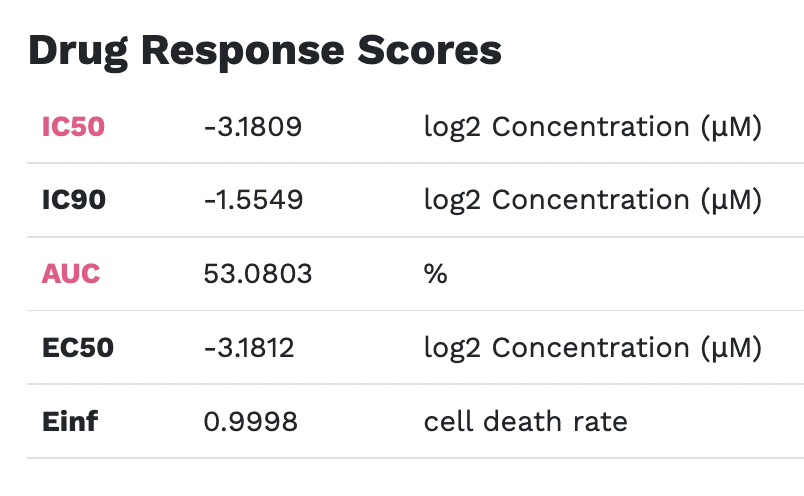 Drug Response Scores
IC50 -3.1809 log2 Concentration (µM)
IC90 -1.5549 log2 Concentration (µM)
AUC 53.0803 %
EC50 -3.1812 log2 Concentration (µM)
Einf 0.9998 cell death rate